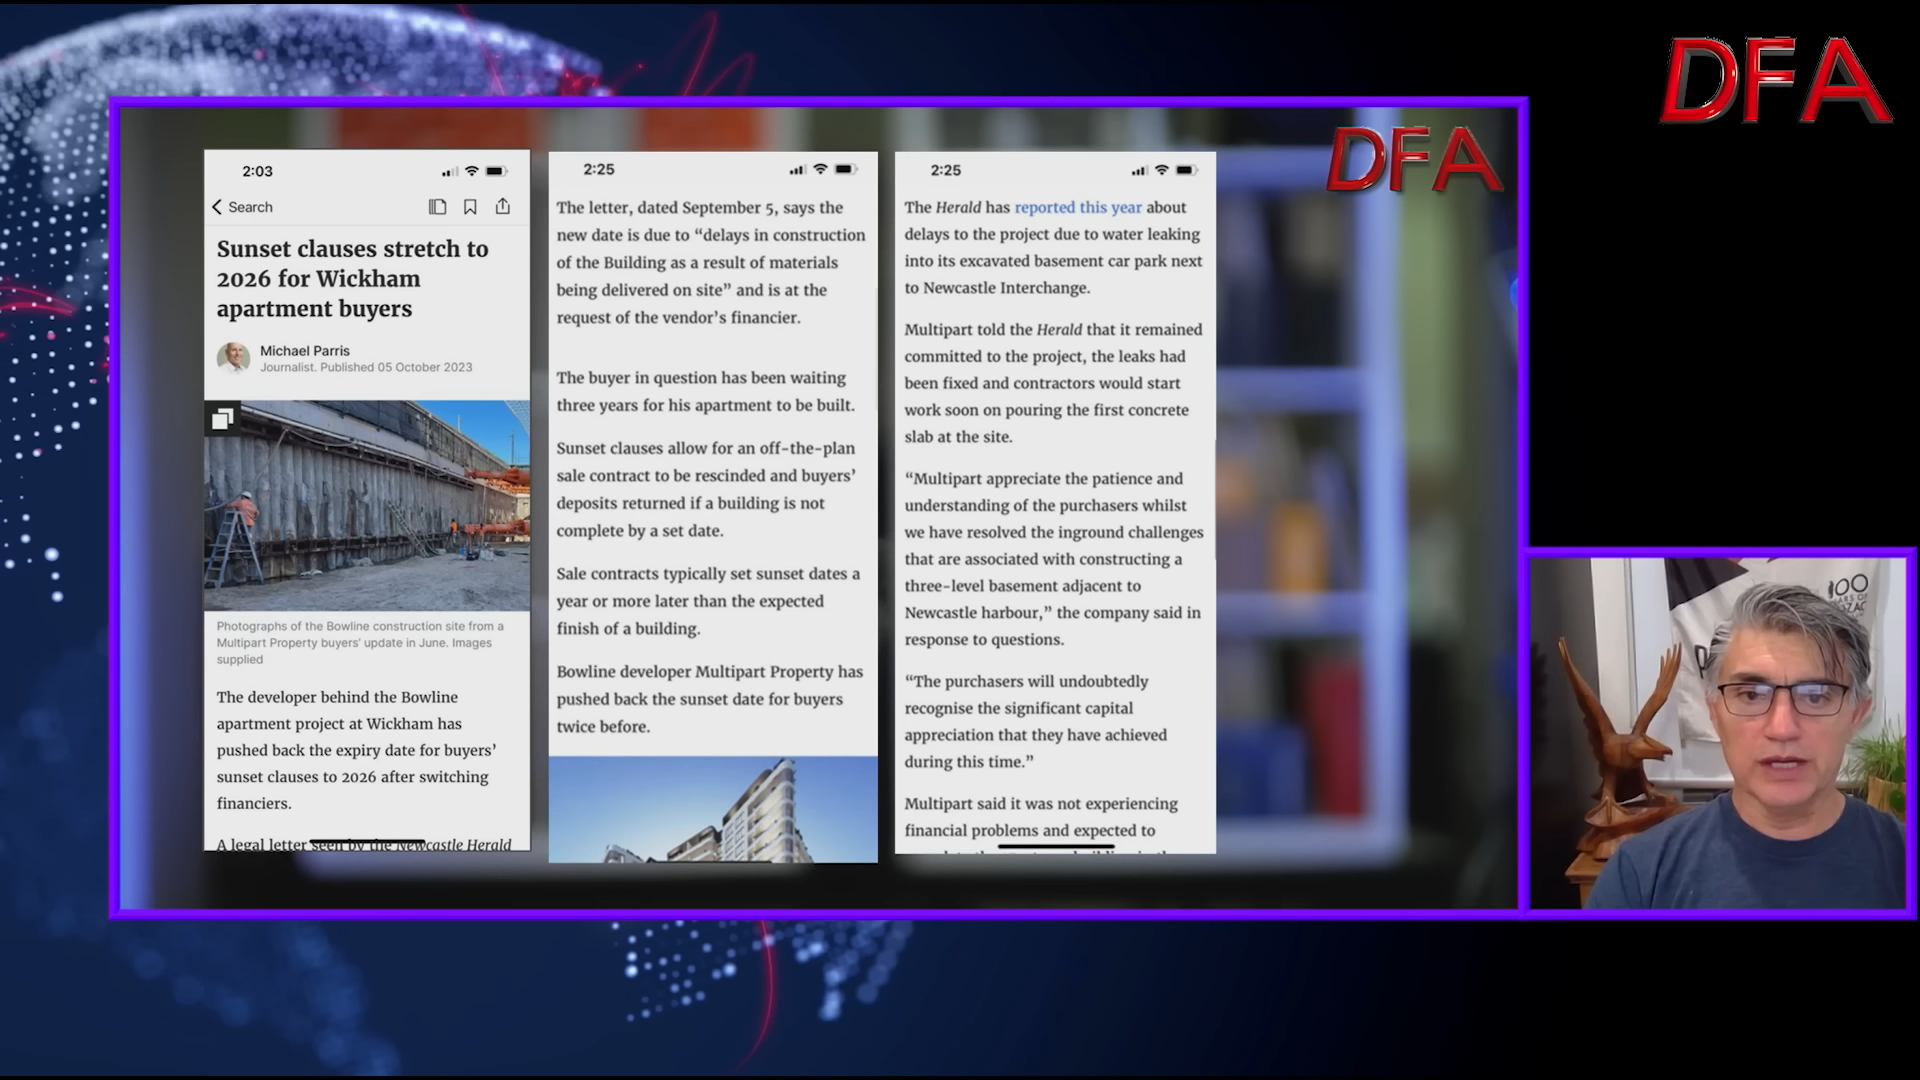 DFA
DFA
2:03
Search
Sunset clauses stretch to
2026 for Wickham
apartment buyers
Michael Parris
Journalist. Published 05 October 2023
Photographs of the Bowline construction site from a
Multipart Property buyers' update in June. Images
supplied
The developer behind the Bowline
apartment project at Wickham has
pushed back the expiry date for buyers'
sunset clauses to 2026 after switching
financiers.
A legal letter seen by the Newcastle Herald
2:25
The letter, dated September 5, says the
new date is due to “delays in construction
of the Building as a result of materials
being delivered on site” and is at the
request of the vendor's financier.
The buyer in question has been waiting
three years for his apartment to be built.
Sunset clauses allow for an off-the-plan
sale contract to be rescinded and buyers'
deposits returned if a building is not
complete by a set date.
Sale contracts typically set sunset dates a
year or more later than the expected
finish of a building.
Bowline developer Multipart Property has
pushed back the sunset date for buyers
twice before.
2:25
The Herald has reported this year about
delays to the project due to water leaking
into its excavated basement car park next
to Newcastle Interchange.
Multipart told the Herald that it remained
committed to the project, the leaks had
been fixed and contractors would start
work soon on pouring the first concrete
slab at the site.
“Multipart appreciate the patience and
understanding of the purchasers whilst
we have resolved the inground challenges
that are associated with constructing a
three-level basement adjacent to
Newcastle harbour,” the company said in
response to questions.
“The purchasers will undoubtedly
recognise the significant capital
appreciation that they have achieved
during this time.”
Multipart said it was not experiencing
financial problems and expected to
100